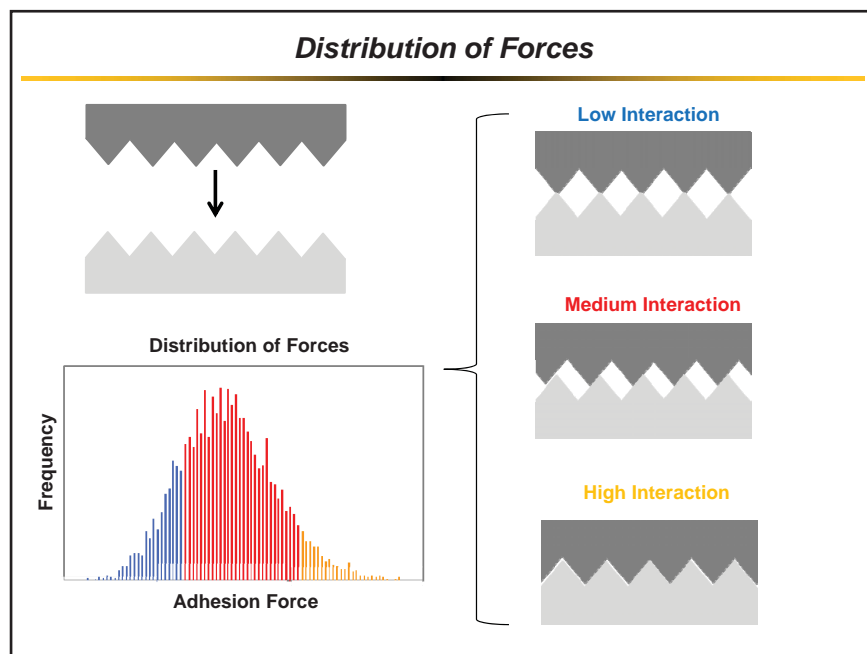 Distribution of Forces
Low Interaction
Medium Interaction
Distribution of Forces
Frequency
Adhesion Force
High Interaction